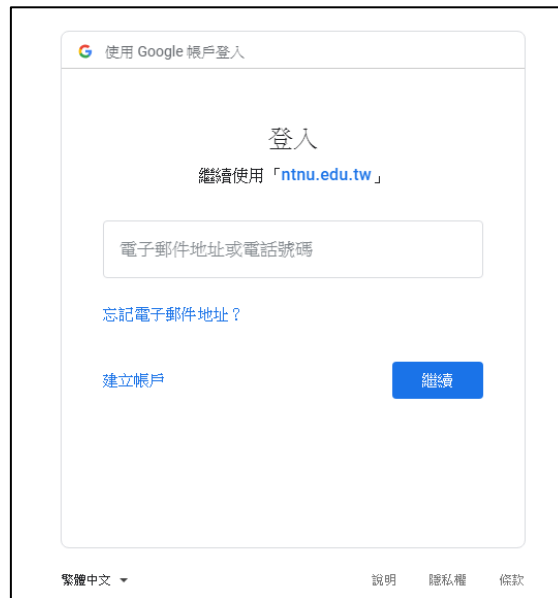 使用 Google 帳戶登入
登入
繼續使用「ntnu.edu.tw」
電子郵件地址或電話號碼
忘記電子郵件地址？
建立帳戶
繼續
繁體中文
說明 隱私權 條款